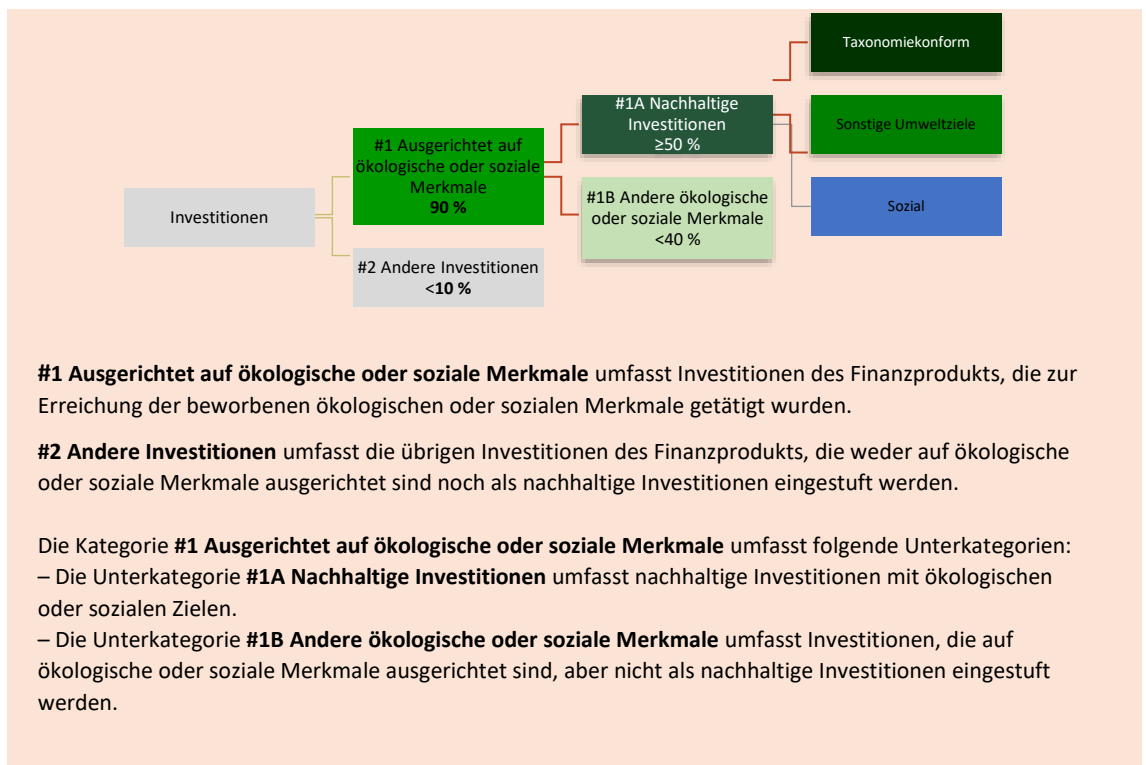 Taxonomiekonform
#1A Nachhaltige
Investitionen
≥50 %
Sonstige Umweltziele
#1 Ausgerichtet auf
ökologische oder soziale
Merkmale
90 %
#1B Andere ökologische
oder soziale Merkmale
<40 %
Sozial
Investitionen
#2 Andere Investitionen
<10 %
#1 Ausgerichtet auf ökologische oder soziale Merkmale umfasst Investitionen des Finanzprodukts, die zur
Erreichung der beworbenen ökologischen oder sozialen Merkmale getätigt wurden.
#2 Andere Investitionen umfasst die übrigen Investitionen des Finanzprodukts, die weder auf ökologische
oder soziale Merkmale ausgerichtet sind noch als nachhaltige Investitionen eingestuft werden.
Die Kategorie #1 Ausgerichtet auf ökologische oder soziale Merkmale umfasst folgende Unterkategorien:
– Die Unterkategorie #1A Nachhaltige Investitionen umfasst nachhaltige Investitionen mit ökologischen
oder sozialen Zielen.
– Die Unterkategorie #1B Andere ökologische oder soziale Merkmale umfasst Investitionen, die auf
ökologische oder soziale Merkmale ausgerichtet sind, aber nicht als nachhaltige Investitionen eingestuft
werden.